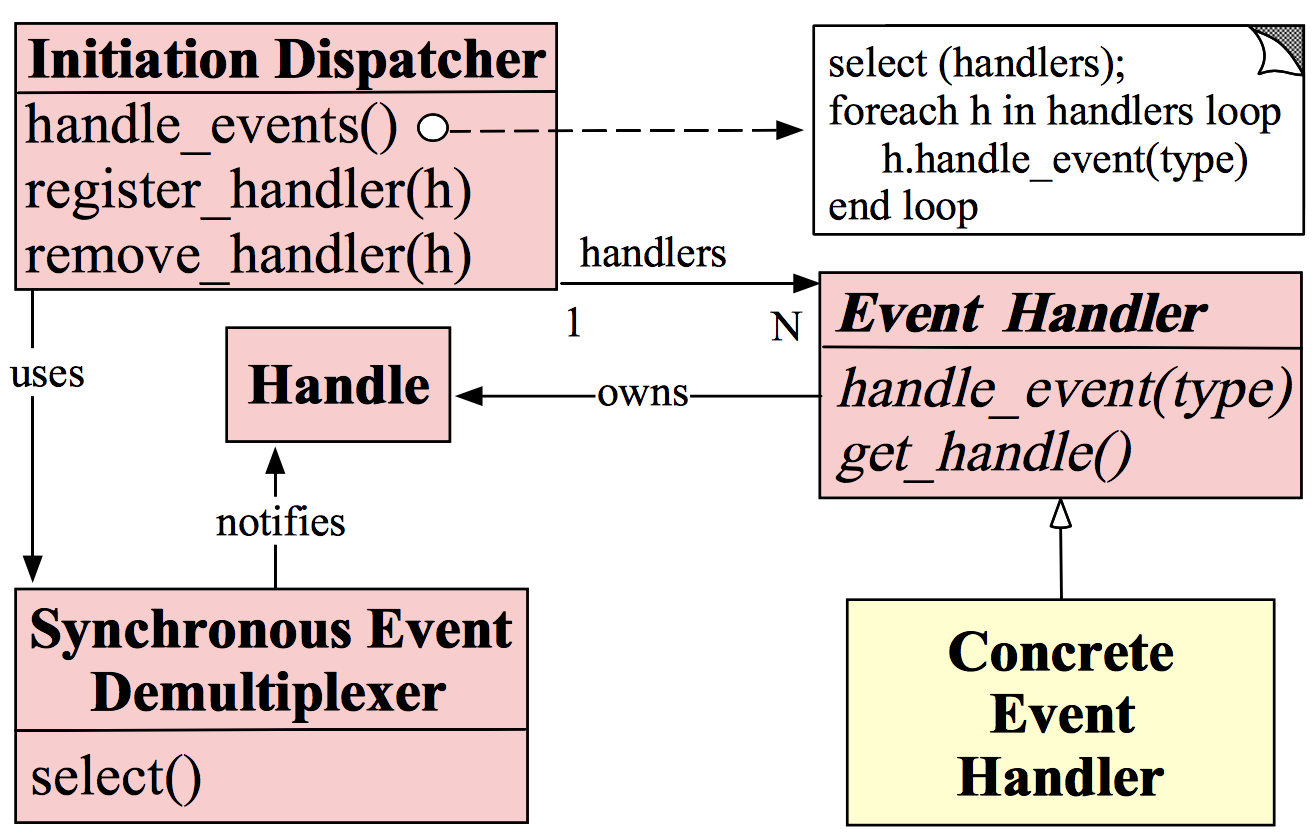 Initiation Dispatcher
handle_events()
register_handler(h)
remove_handler(h)
select (handlers);
foreach h in handlers loop
h.handle_event(type)
end loop
handlers
1
N
Event Handler
handle_event(type)
get_handle()
uses
Handle
owns
notifies
Synchronous Event
Demultiplexer
select()
Concrete
Event
Handler